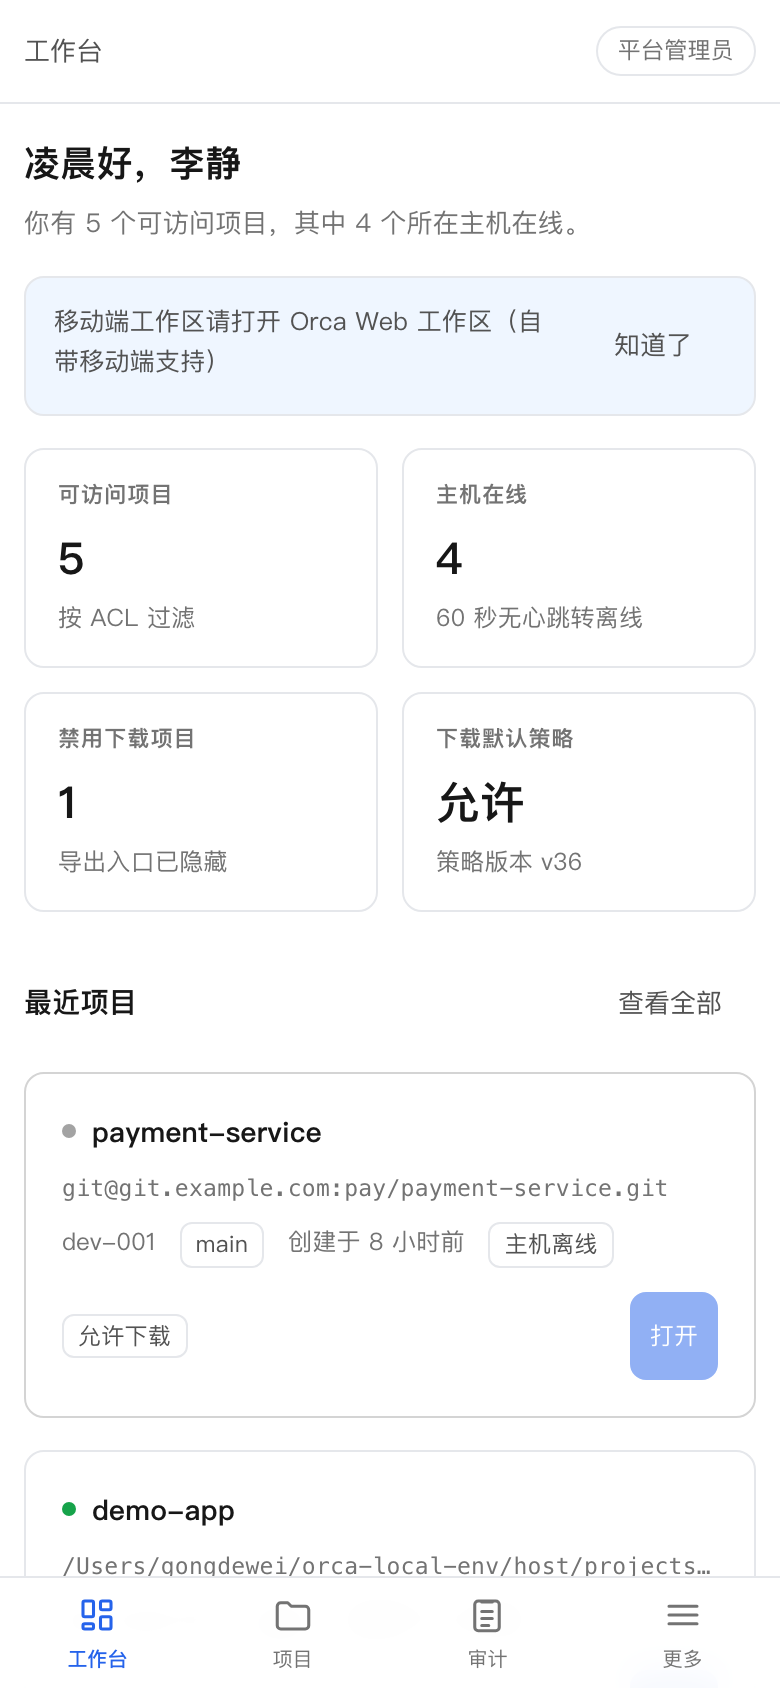 工作台
平台管理员
凌晨好，李静
你有 5 个可访问项目，其中 4 个所在主机在线。
移动端工作区请打开 Orca Web 工作区（自
带移动端支持）
知道了
可访问项目
5
按 ACL 过滤
主机在线
4
60 秒无心跳转离线
禁用下载项目
1
导出入口已隐藏
下载默认策略
允许
策略版本 v36
最近项目
查看全部
payment-service
git@git.example.com:pay/payment-service.git
dev-001
main
创建于 8 小时前
主机离线
允许下载
打开
demo-app
/Users/gongdewei/orca-local-env/host/projects…
工作台
项目
审计
更多